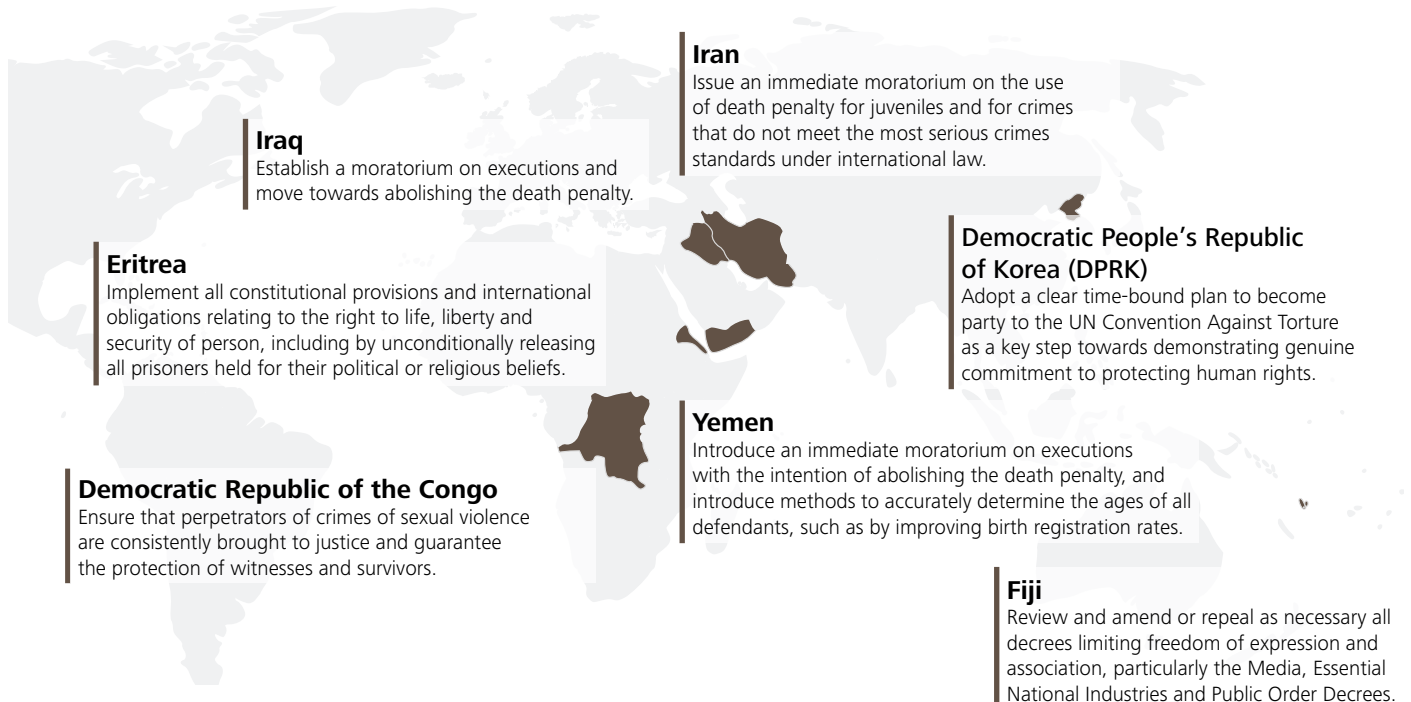 Iran
Issue an immediate moratorium on the use
of death penalty for juveniles and for crimes
that do not meet the most serious crimes
standards under international law.
Iraq
Establish a moratorium on executions and
move towards abolishing the death penalty.
Democratic People’s Republic
of Korea (DPRK)
Adopt a clear time-bound plan to become
party to the UN Convention Against Torture
as a key step towards demonstrating genuine
commitment to protecting human rights.
Eritrea
Implement all constitutional provisions and international
obligations relating to the right to life, liberty and
security of person, including by unconditionally releasing
all prisoners held for their political or religious beliefs.
Yemen
Introduce an immediate moratorium on executions
with the intention of abolishing the death penalty, and
introduce methods to accurately determine the ages of all
defendants, such as by improving birth registration rates.
Democratic Republic of the Congo
Ensure that perpetrators of crimes of sexual violence
are consistently brought to justice and guarantee
the protection of witnesses and survivors.
Fiji
Review and amend or repeal as necessary all
decrees limiting freedom of expression and
association, particularly the Media, Essential
National Industries and Public Order Decrees.